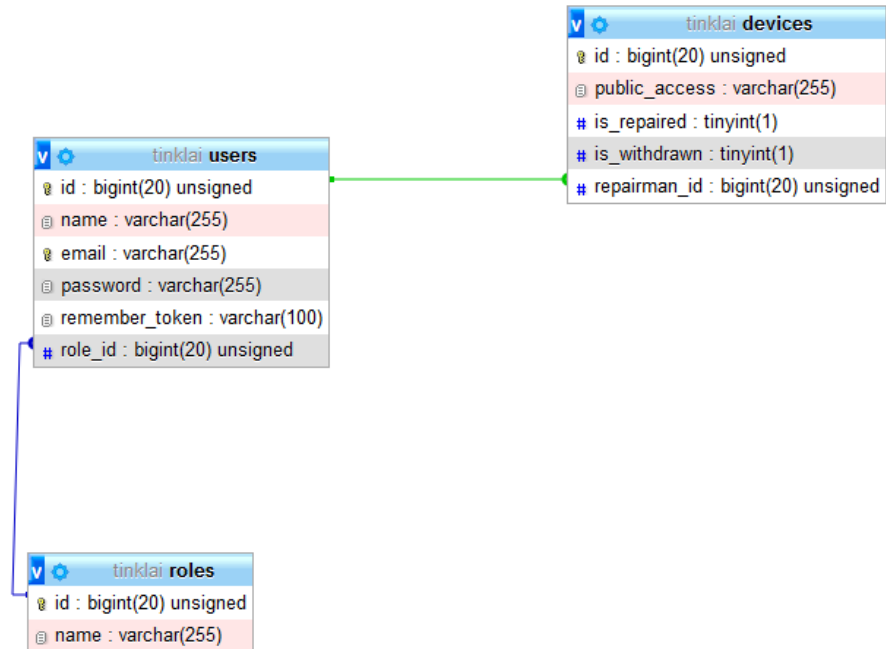 v tinklai devices
id : bigint(20) unsigned
public_access : varchar(255)
# is_repaired : tinyint(1)
# is_withdrawn : tinyint(1)
# repairman_id : bigint(20) unsigned
v tinklai users
id : bigint(20) unsigned
name : varchar(255)
email : varchar(255)
password : varchar(255)
remember_token : varchar(100)
# role_id : bigint(20) unsigned
v tinklai roles
id : bigint(20) unsigned
name : varchar(255)